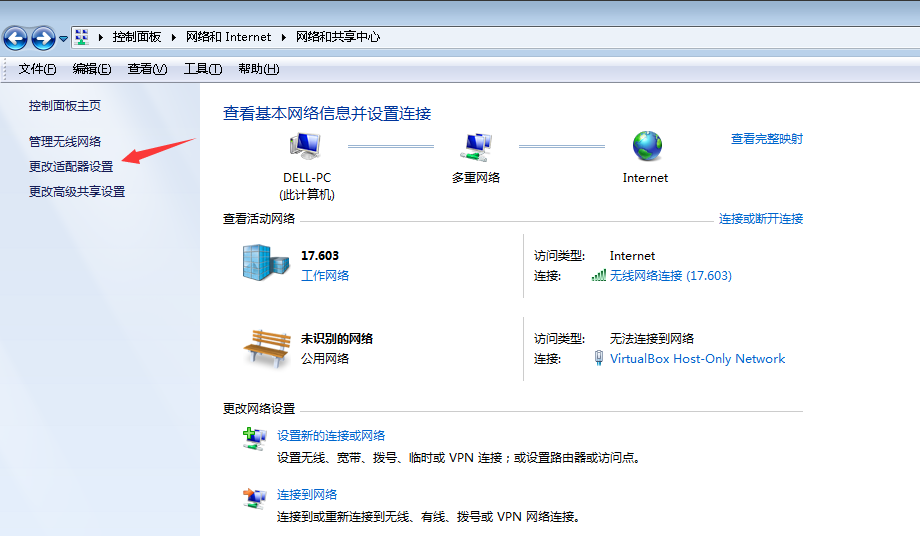 控制面板 网络和 Internet 网络和共享中心
文件(F) 编辑(E) 查看(V) 工具(T) 帮助(H)
控制面板主页
管理无线网络
更改适配器设置
更改高级共享设置
查看基本网络信息并设置连接
查看完整映射
DELL-PC
(此计算机)
多重网络
Internet
查看活动网络
连接或断开连接
17.603
工作网络
访问类型: Internet
连接: 无线网络连接 (17.603)
未识别的网络
公用网络
访问类型: 无法连接到网络
连接: VirtualBox Host-Only Network
更改网络设置
设置新的连接或网络
设置无线、宽带、拨号、临时或 VPN 连接；或设置路由器或访问点。
连接到网络
连接到或重新连接到无线、有线、拨号或 VPN 网络连接。